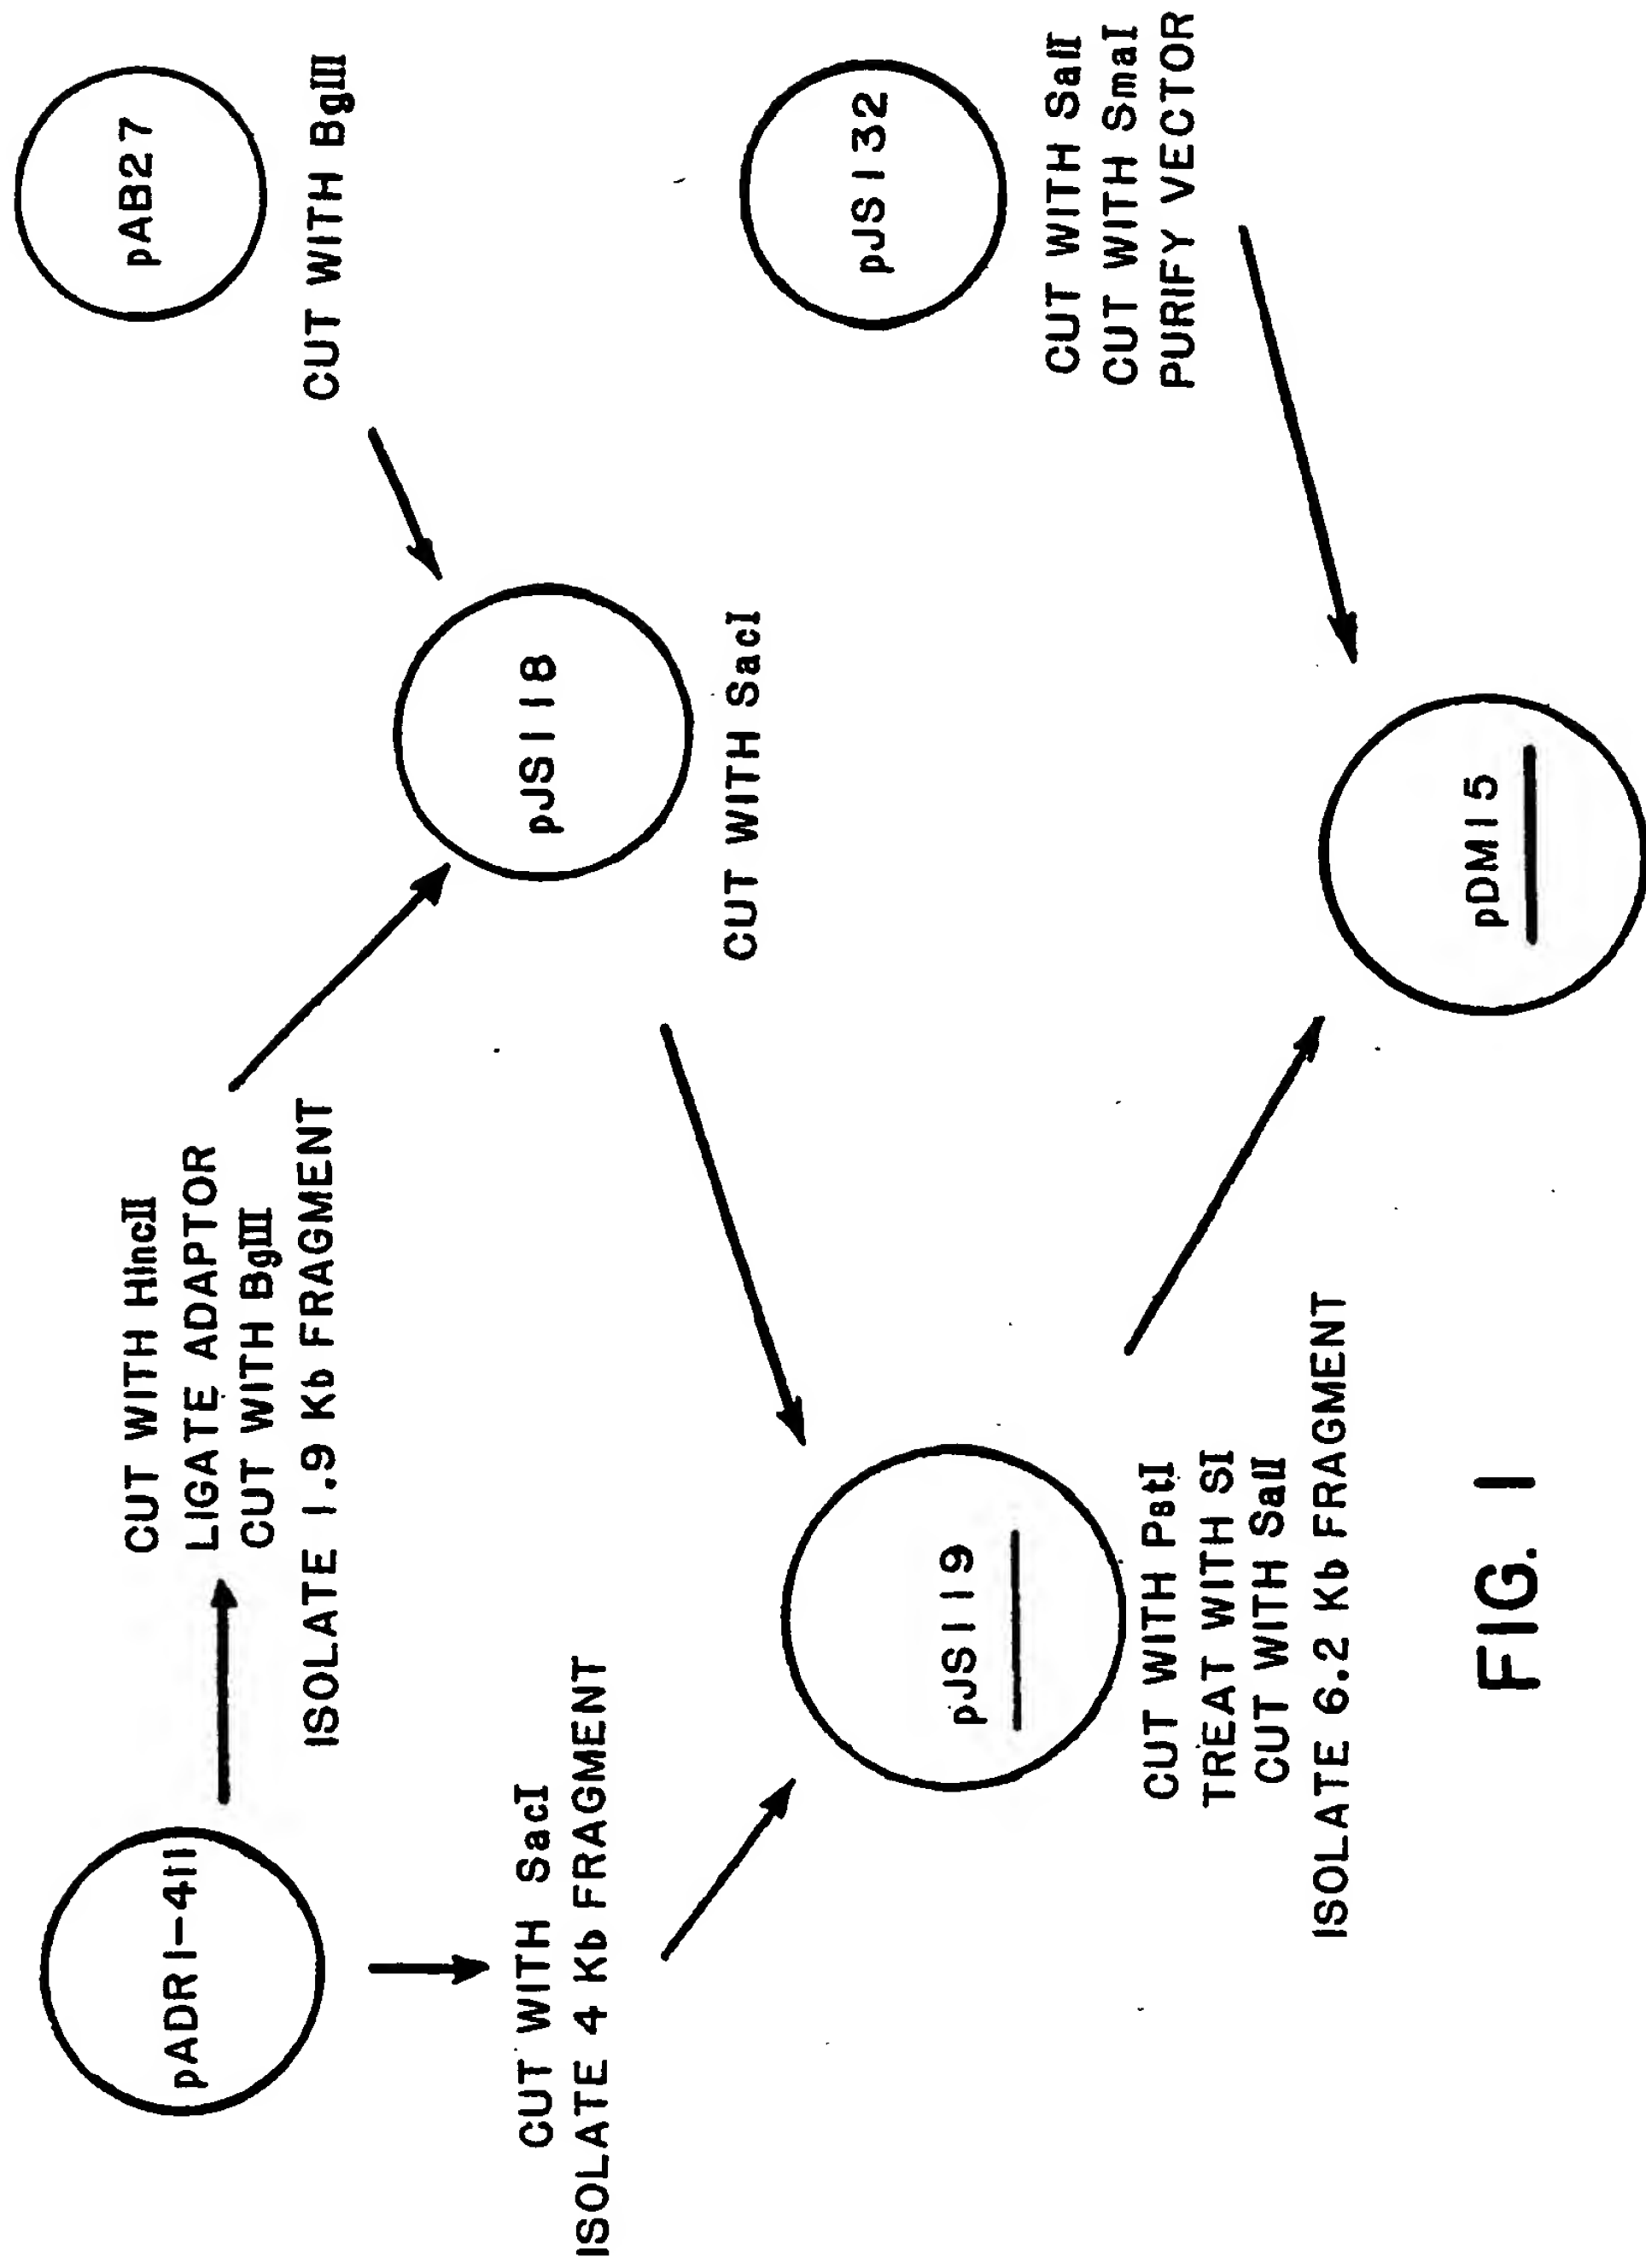 pADR1-411
CUT WITH HincII
LIGATE ADAPTOR
CUT WITH BglII
ISOLATE 1.9 Kb FRAGMENT
pAB27
CUT WITH BglII
CUT WITH SacI
ISOLATE 4 Kb FRAGMENT
pJS118
CUT WITH SacI
pJS132
CUT WITH SalI
CUT WITH SmaI
PURIFY VECTOR
pJS119
CUT WITH PstI
TREAT WITH SI
CUT WITH SalI
ISOLATE 6.2 Kb FRAGMENT
pDM15
FIG. 1